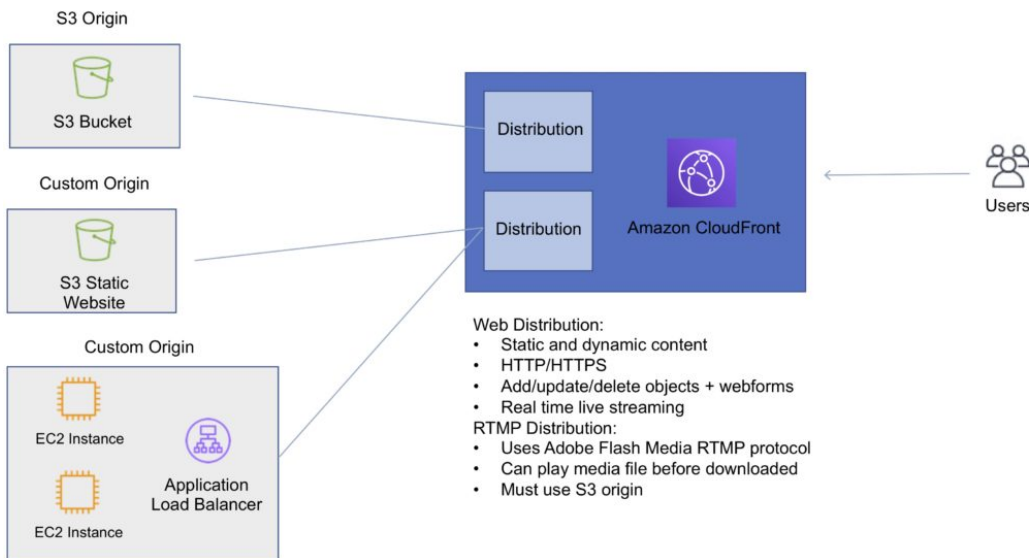 S3 Origin
S3 Bucket
Custom Origin
S3 Static
Website
Custom Origin
EC2 Instance
EC2 Instance
Application
Load Balancer
Distribution
Distribution
Amazon CloudFront
Users
Web Distribution:
• Static and dynamic content
• HTTP/HTTPS
• Add/update/delete objects + webforms
• Real time live streaming
RTMP Distribution:
• Uses Adobe Flash Media RTMP protocol
• Can play media file before downloaded
• Must use S3 origin